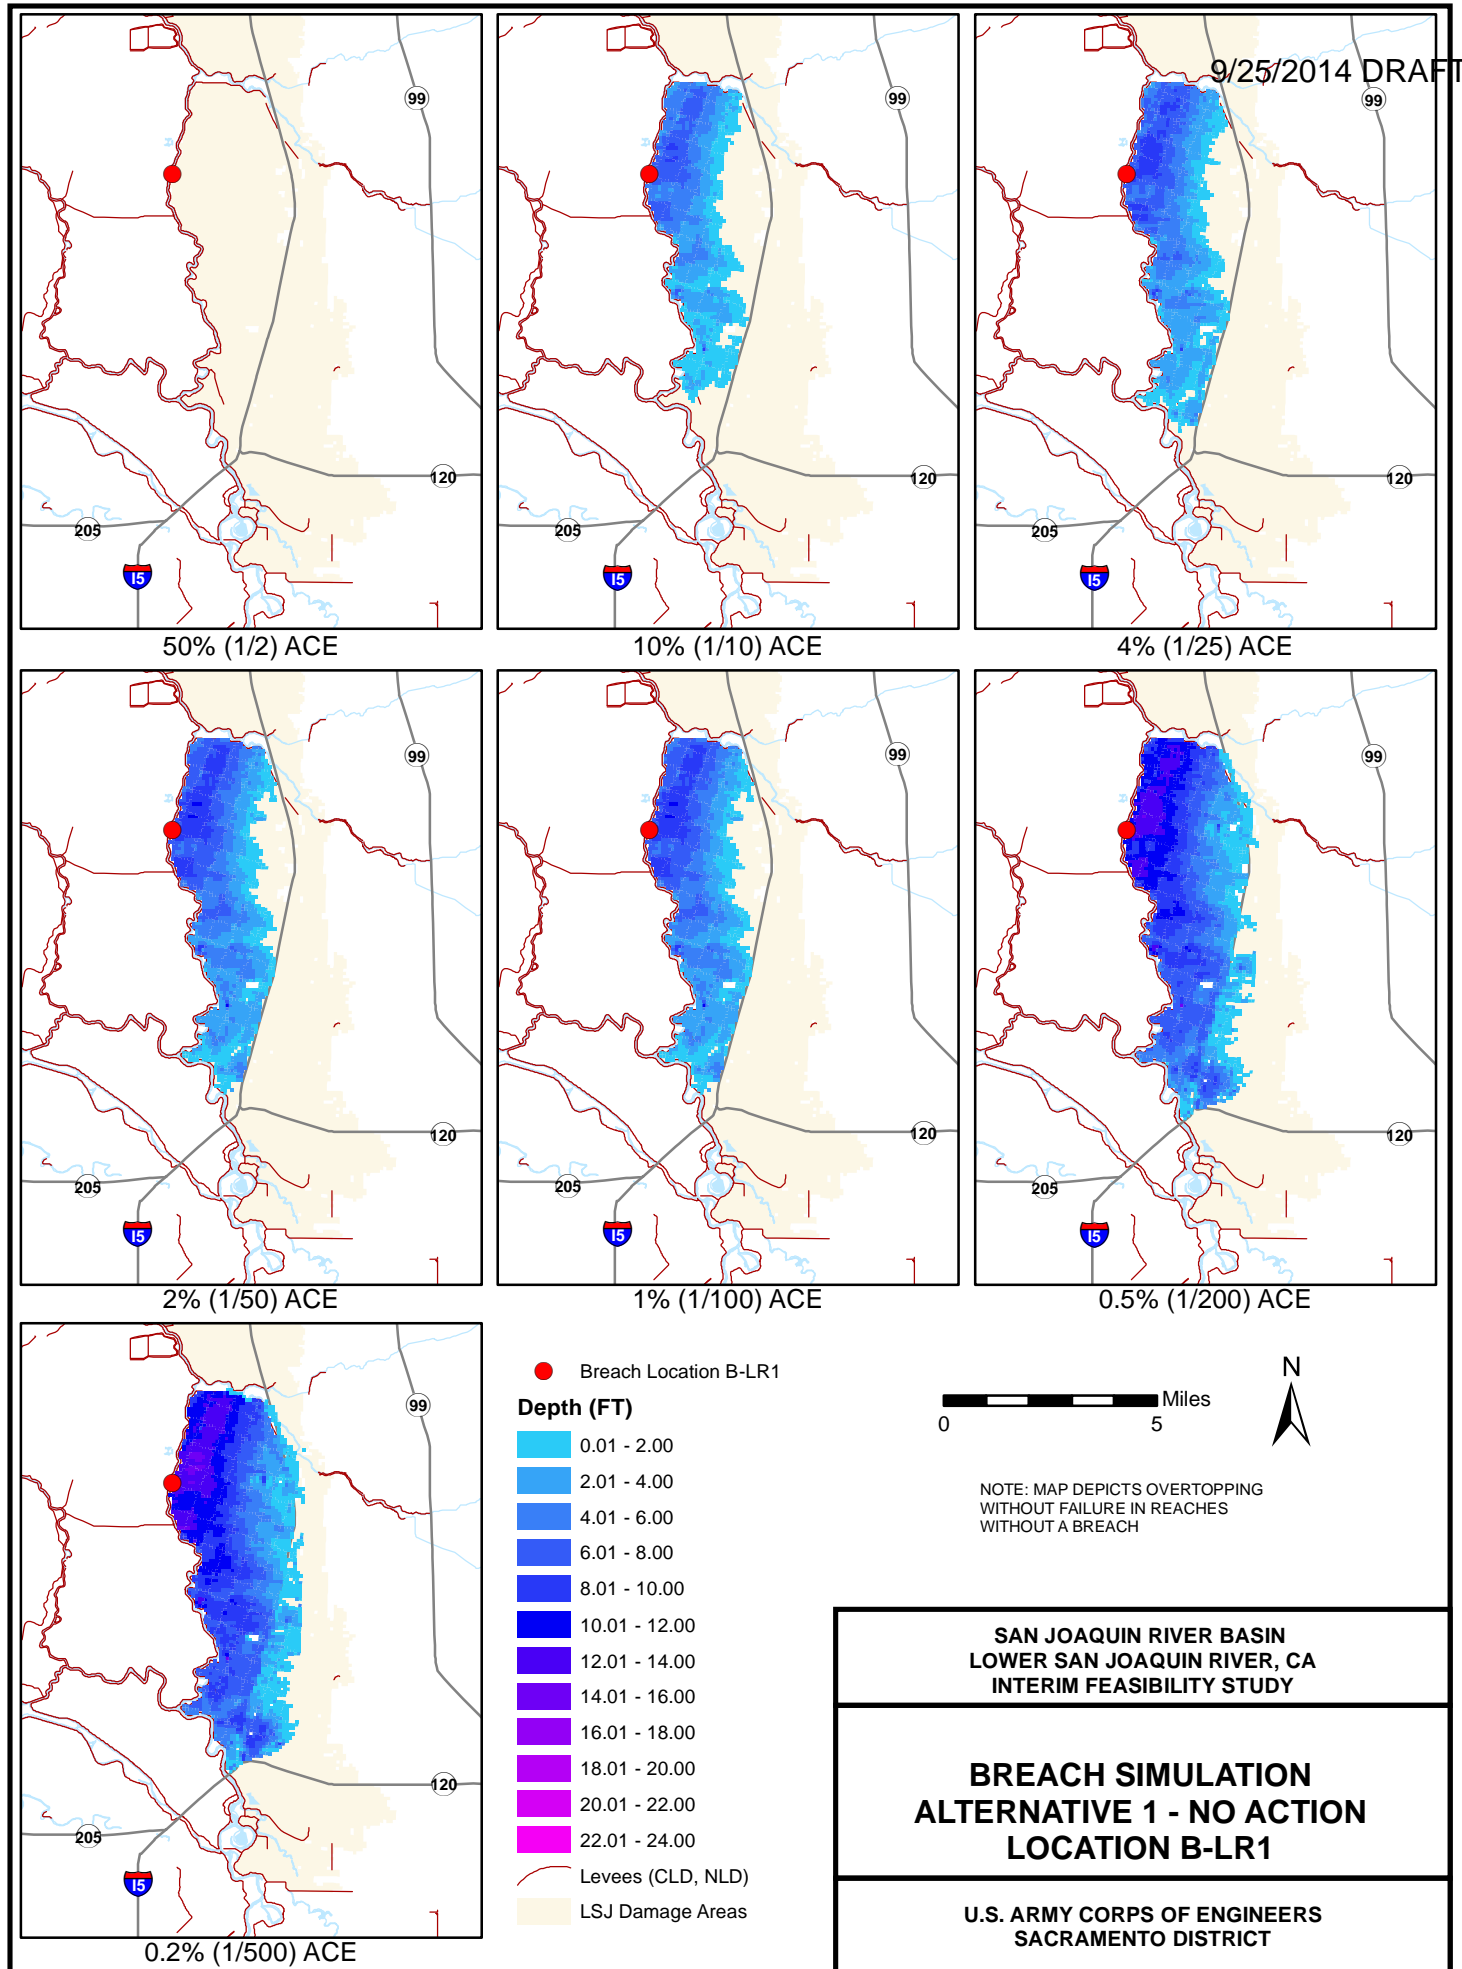 9/25/2014 DRAFT
99
120
205
15
50% (1/2) ACE
99
120
205
15
10% (1/10) ACE
99
120
205
15
4% (1/25) ACE
99
120
205
15
2% (1/50) ACE
99
120
205
15
1% (1/100) ACE
99
120
205
15
0.5% (1/200) ACE
99
120
205
15
0.2% (1/500) ACE
Breach Location B-LR1
Depth (FT)
0.01 - 2.00
2.01 - 4.00
4.01 - 6.00
6.01 - 8.00
8.01 - 10.00
10.01 - 12.00
12.01 - 14.00
14.01 - 16.00
16.01 - 18.00
18.01 - 20.00
20.01 - 22.00
22.01 - 24.00
Levees (CLD, NLD)
LSJ Damage Areas
Miles
0 5
N
NOTE: MAP DEPICTS OVERTOPPING
WITHOUT FAILURE IN REACHES
WITHOUT A BREACH
SAN JOAQUIN RIVER BASIN
LOWER SAN JOAQUIN RIVER, CA
INTERIM FEASIBILITY STUDY
BREACH SIMULATION
ALTERNATIVE 1 - NO ACTION
LOCATION B-LR1
U.S. ARMY CORPS OF ENGINEERS
SACRAMENTO DISTRICT